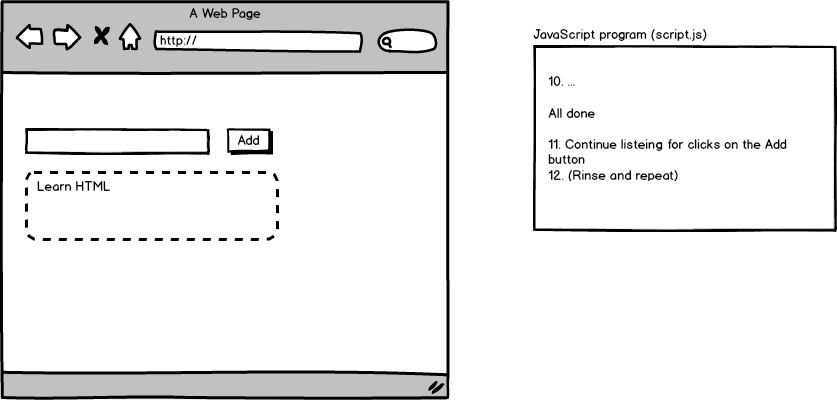 A Web Page
http://
Add
Learn HTML
JavaScript program (script.js)
10. ...
All done
11. Continue listeing for clicks on the Add
button
12. (Rinse and repeat)